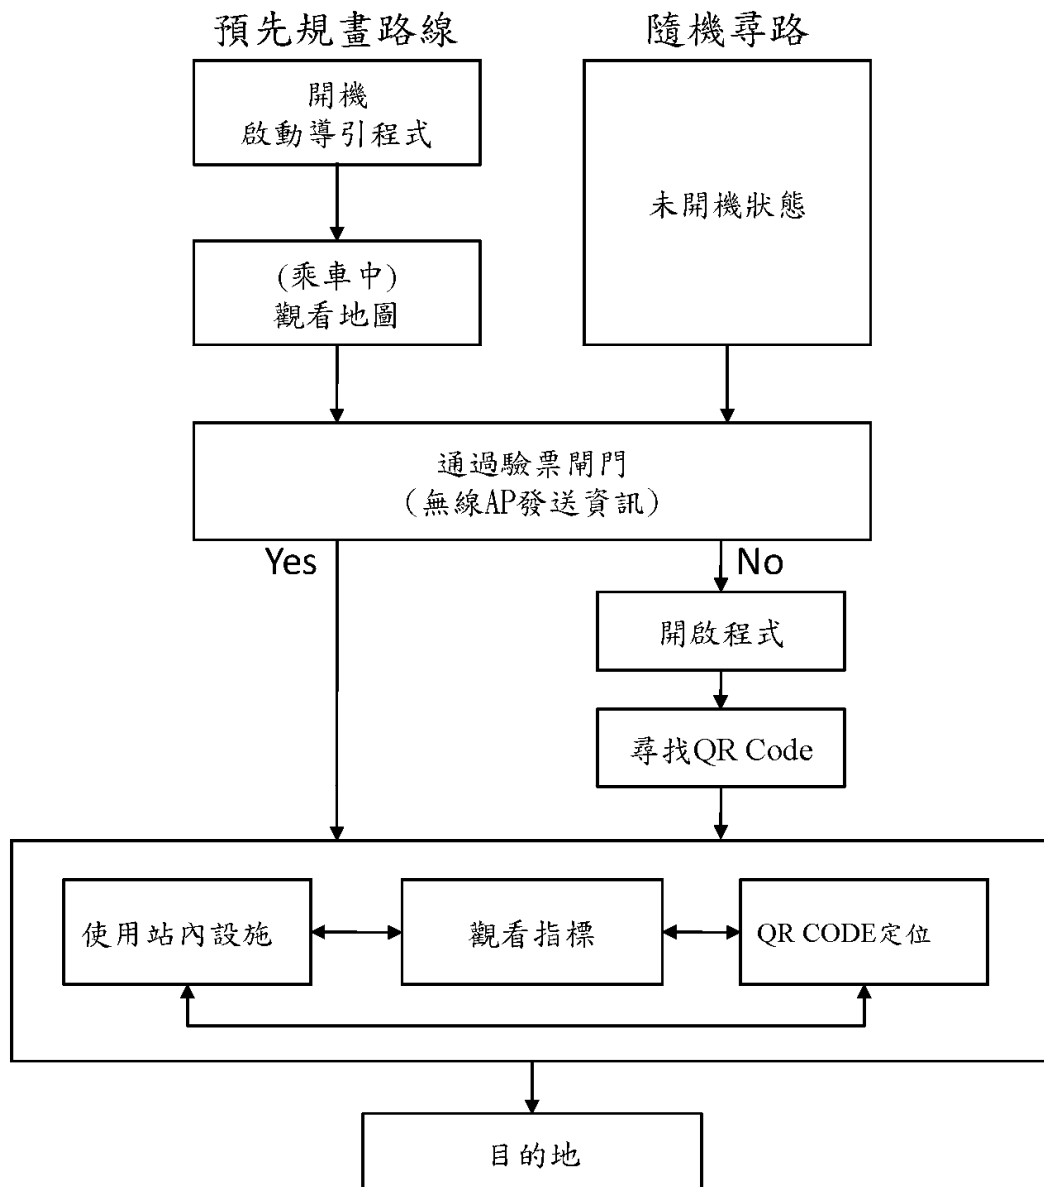 預先規畫路線
隨機尋路
開機
啟動導引程式
未開機狀態
(乘車中)
觀看地圖
通過驗票閘門
(無線AP發送資訊)
Yes
No
開啟程式
尋找QR Code
使用站內設施
觀看指標
QR CODE定位
目的地